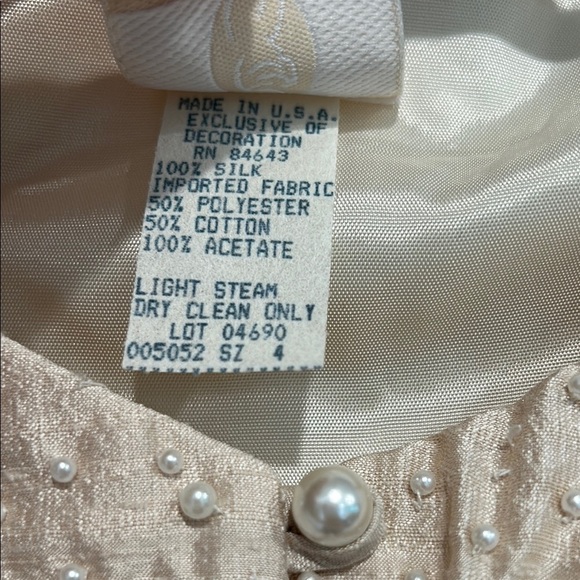 MADE IN U.S.A.
EXCLUSIVE OF
DECORATION
RN 84643
100% SILK
IMPORTED FABRIC
50% POLYESTER
50% COTTON
100% ACETATE
LIGHT STEAM
DRY CLEAN ONLY
LOT 04690
005052 SZ 4